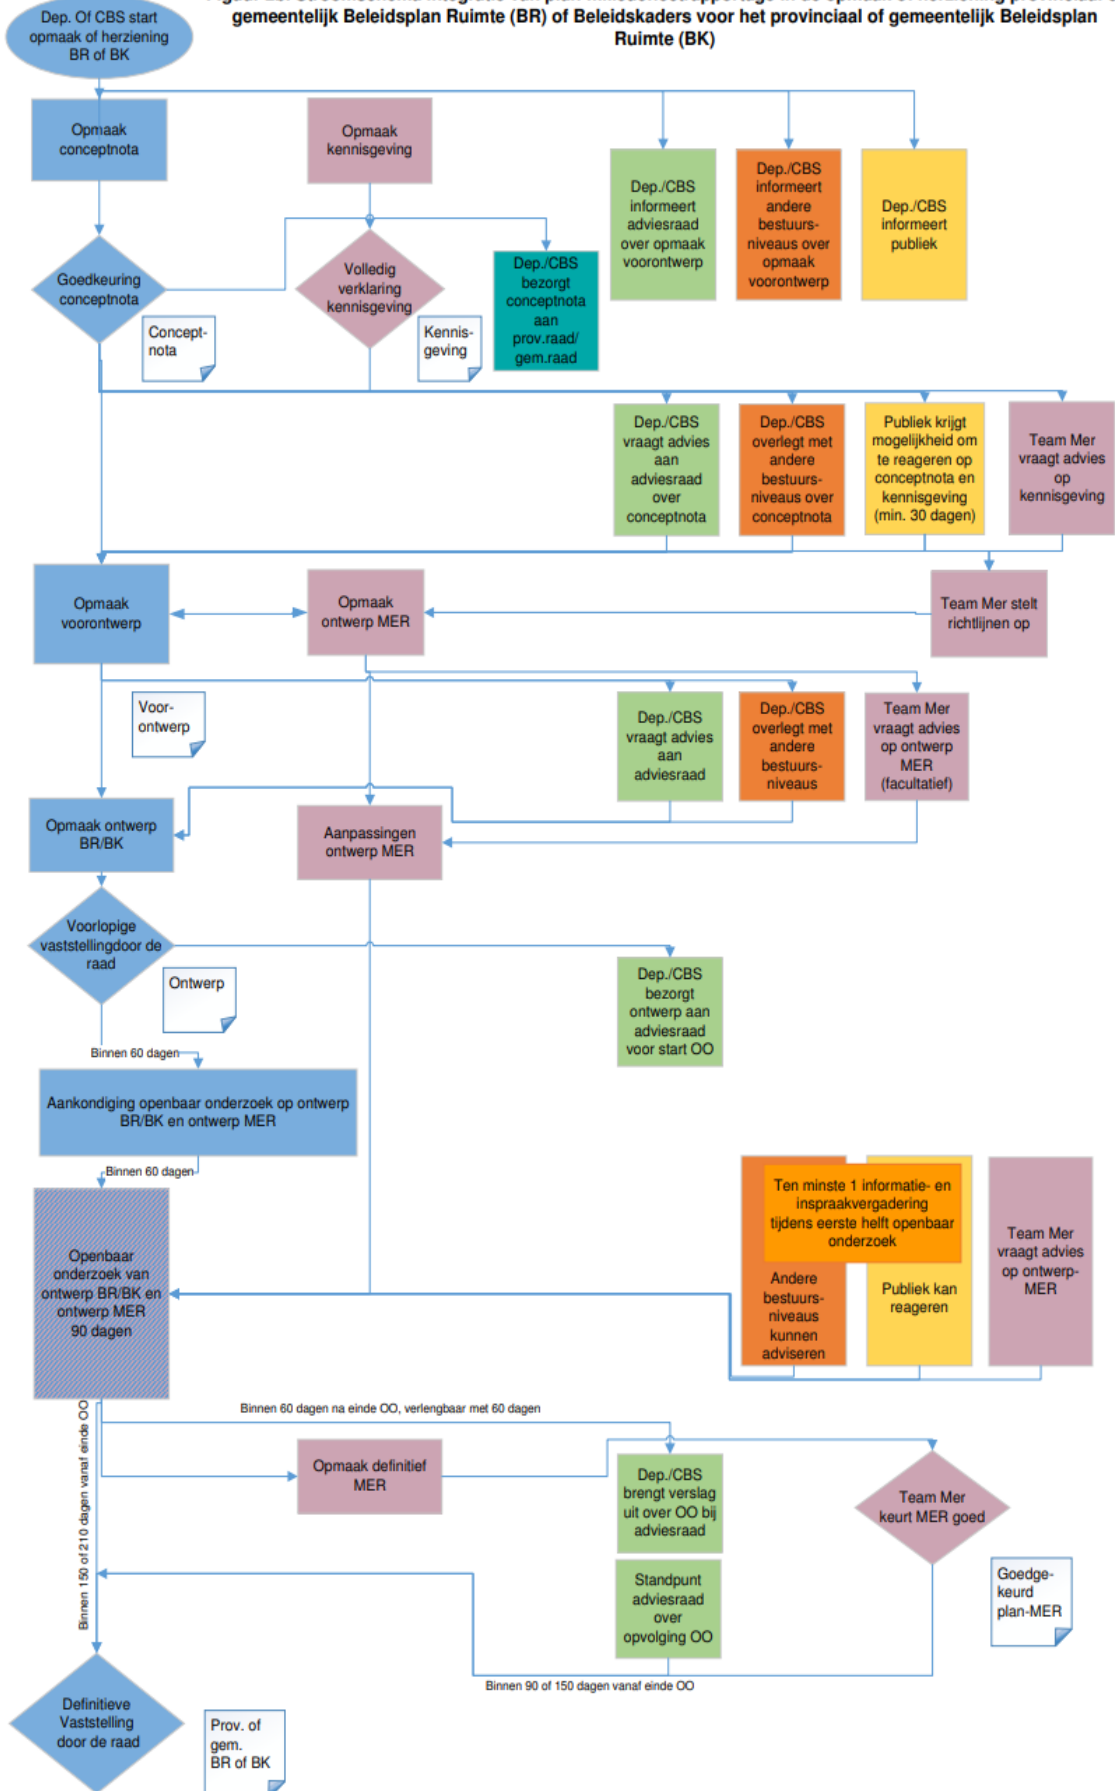 gemeentelijk Beleidsplan Ruimte (BR) of Beleidskaders voor het provinciaal of gemeentelijk Beleidsplan
Ruimte (BK)
Dep. Of CBS start
opmaak of herziening
BR of BK
Opmaak
conceptnota
Opmaak
kennisgeving
Dep./CBS
informeert
adviesraad
over opmaak
voorontwerp
Dep./CBS
informeert
andere
bestuurs-
niveaus over
opmaak
voorontwerp
Dep./CBS
informeert
publiek
Goedkeuring
conceptnota
Volledig
verklaring
kennisgeving
Dep./CBS
bezorgt
conceptnota
aan
prov.raad/
gem.raad
Concept-
nota
Kennis-
geving
Dep./CBS
vraagt advies
aan
adviesraad
over
conceptnota
Dep./CBS
overlegt met
andere
bestuurs-
niveaus over
conceptnota
Publiek krijgt
mogelijkheid om
te reageren op
conceptnota en
kennisgeving
(min. 30 dagen)
Team Mer
vraagt advies
op
kennisgeving
Opmaak
voorontwerp
Opmaak
ontwerp MER
Team Mer stelt
richtlijnen op
Voor-
ontwerp
Dep./CBS
vraagt advies
aan
adviesraad
Dep./CBS
overlegt met
andere
bestuurs-
niveaus
Team Mer
vraagt advies
op ontwerp
MER
(facultatief)
Opmaak ontwerp
BR/BK
Aanpassingen
ontwerp MER
Voorlopige
vaststellingdoor de
raad
Ontwerp
Dep./CBS
bezorgt
ontwerp aan
adviesraad
voor start OO
Binnen 60 dagen
Aankondiging openbaar onderzoek op ontwerp
BR/BK en ontwerp MER
Binnen 60 dagen
Openbaar
onderzoek van
ontwerp BR/BK en
ontwerp MER
90 dagen
Ten minste 1 informatie- en
inspraakvergadering
tijdens eerste helft openbaar
onderzoek
Andere
bestuurs-
niveaus
kunnen
adviseren
Publiek kan
reageren
Team Mer
vraagt advies
op ontwerp-
MER
Binnen 60 dagen na einde OO, verlengbaar met 60 dagen
Binnen 150 of 210 dagen vanaf einde OO
Opmaak definitief
MER
Dep./CBS
brengt verslag
uit over OO bij
adviesraad
Team Mer
keurt MER goed
Standpunt
adviesraad
over
opvolging OO
Goedge-
keurd
plan-MER
Binnen 90 of 150 dagen vanaf einde OO
Definitieve
Vaststelling
door de raad
Prov. of
gem.
BR of BK